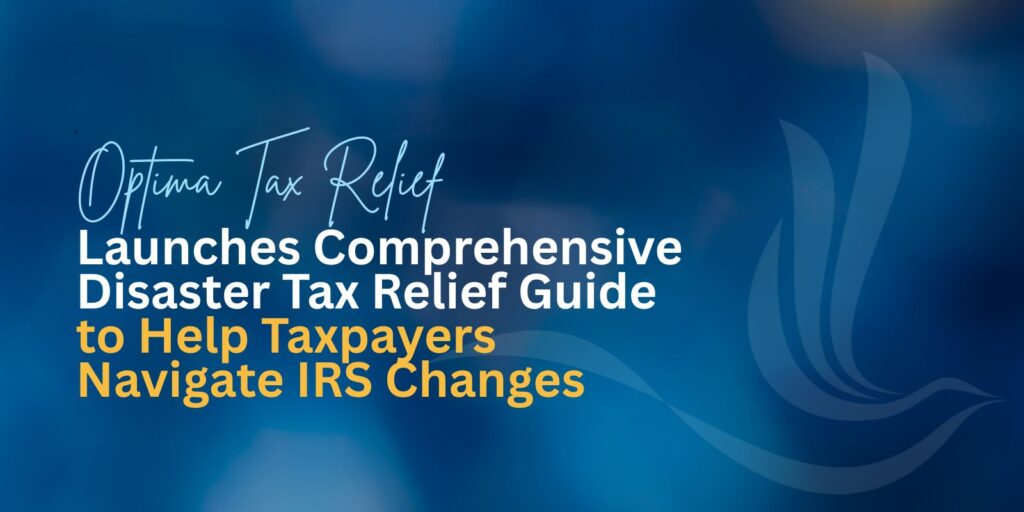 Optima Tax Relief
Launches Comprehensive
Disaster Tax Relief Guide
to Help Taxpayers
Navigate IRS Changes